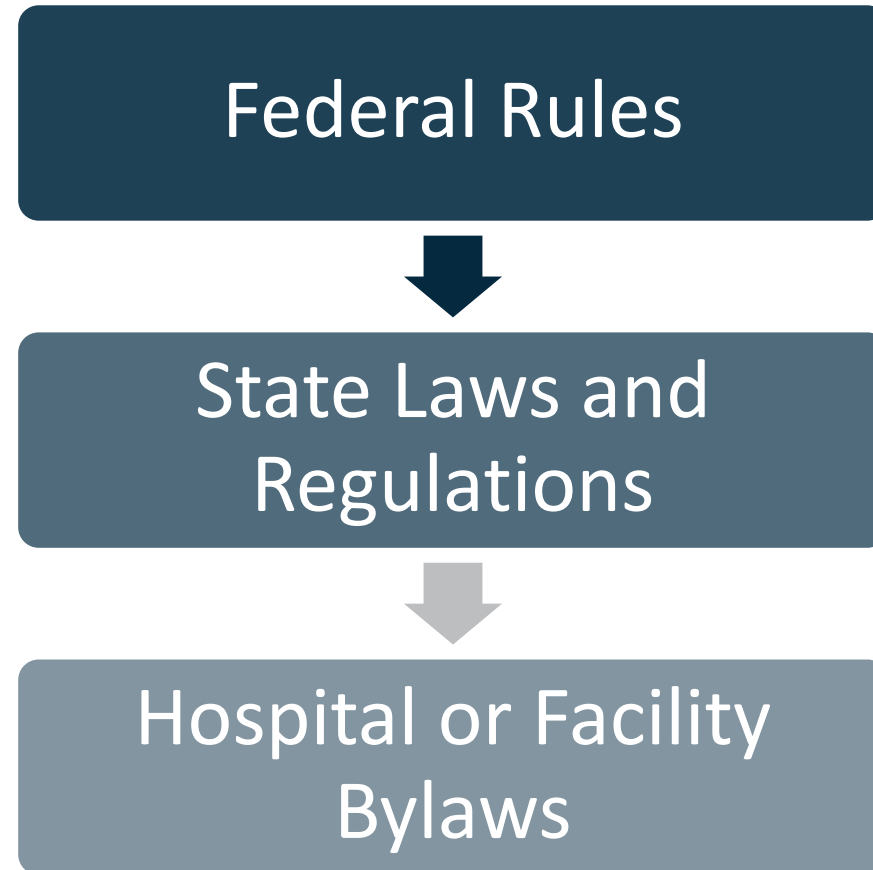 Federal Rules
State Laws and
Regulations
Hospital or Facility
Bylaws